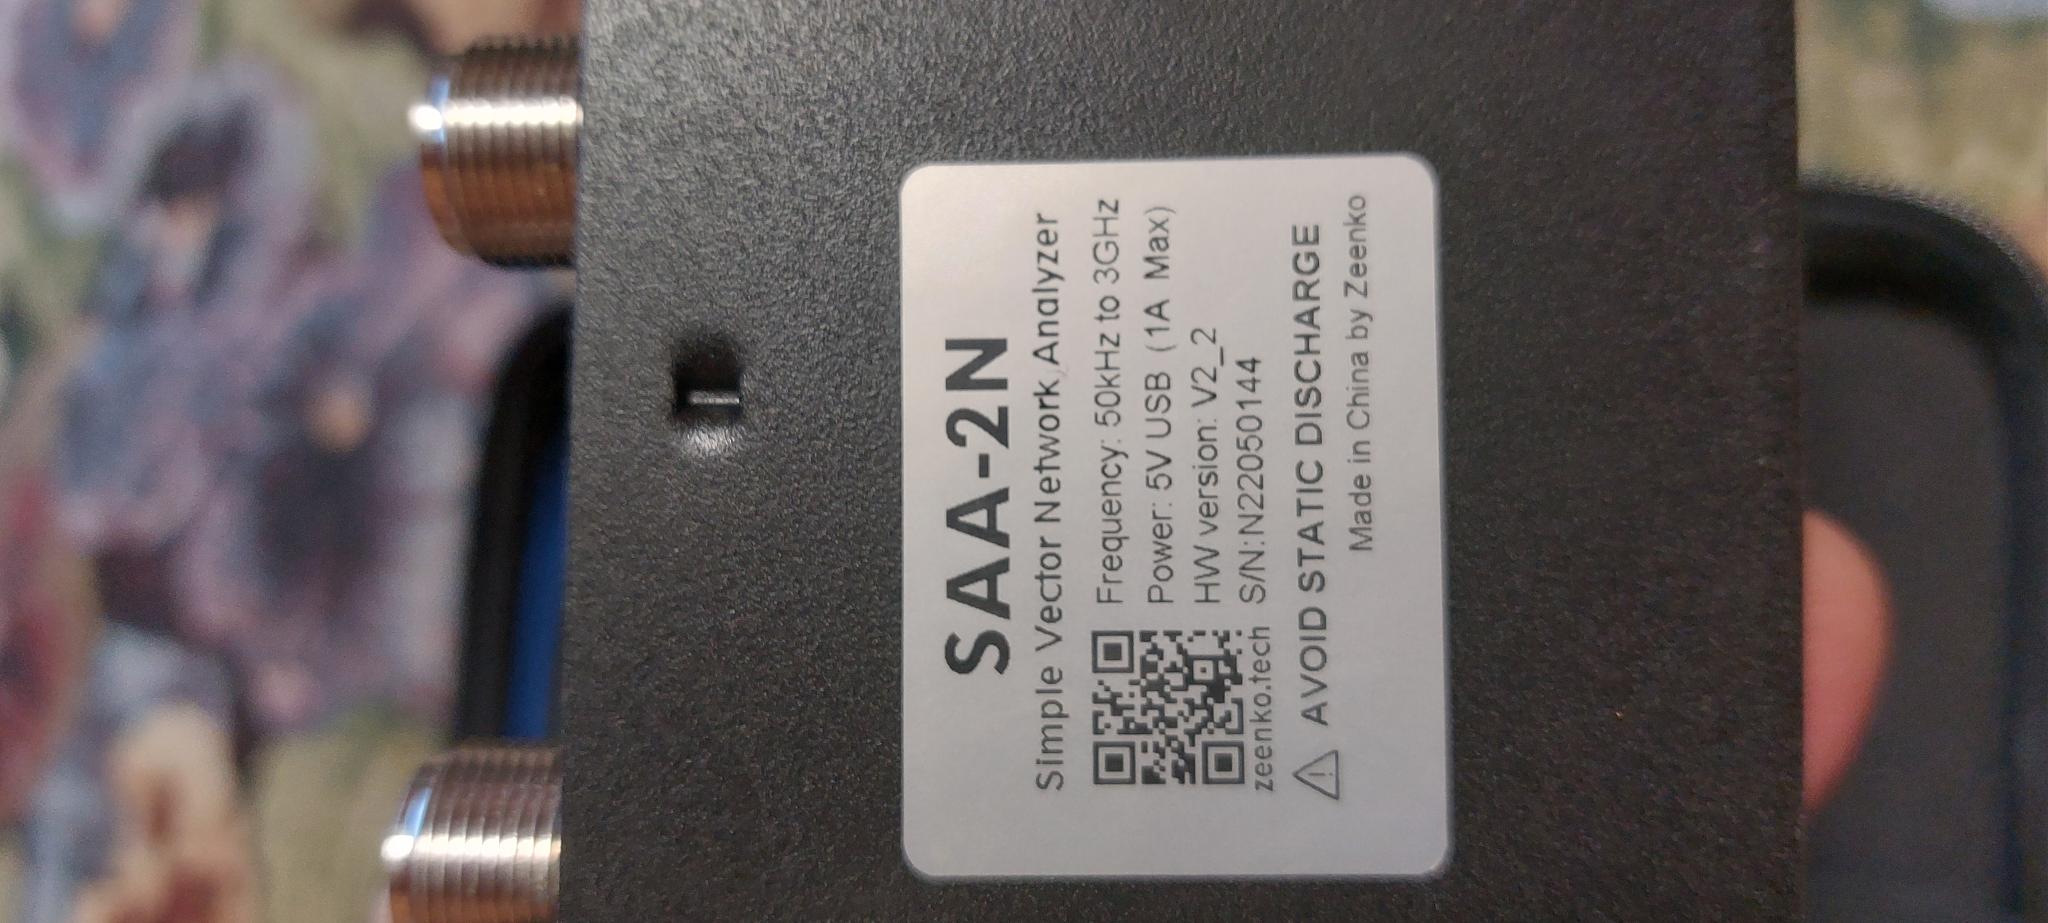 SAA-2N
Simple Vector Network Analyzer
Frequency: 50kHz to 3GHz
Power: 5V USB (1A Max)
HW version: V2_2
S/N:N22050144
zeenko.tech
AVOID STATIC DISCHARGE
Made in China by Zeenko